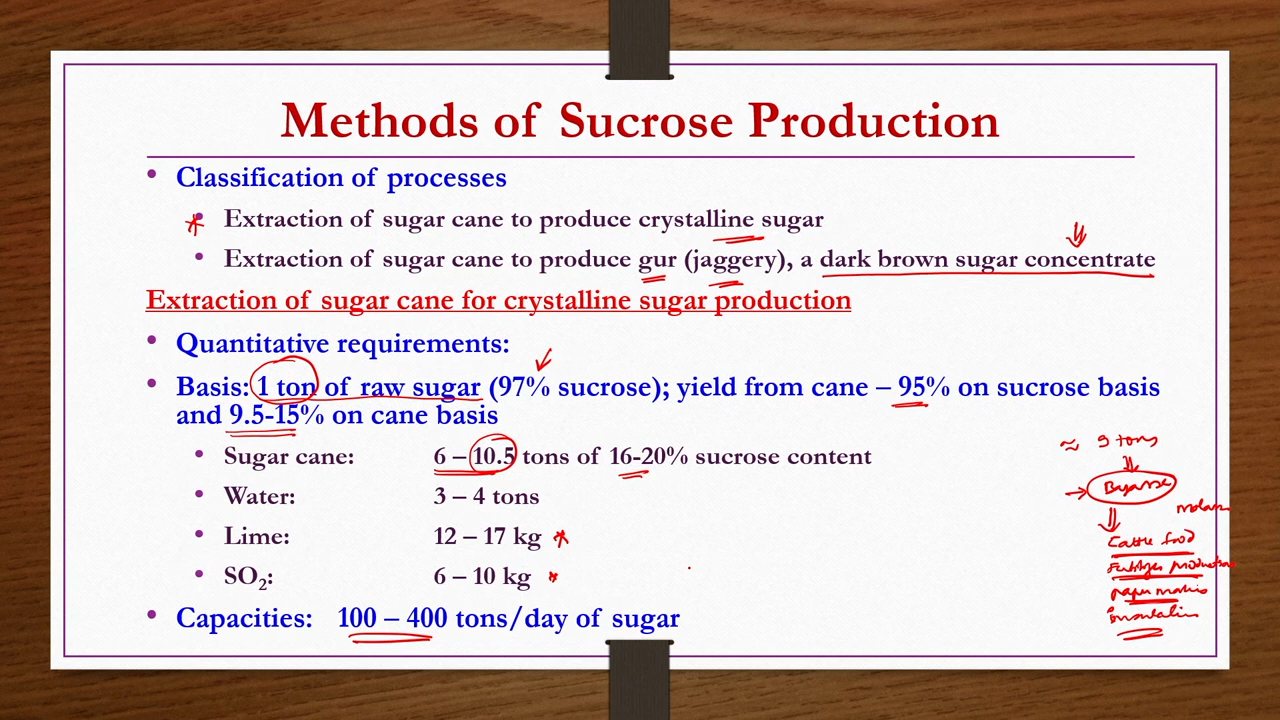 Methods of Sucrose Production
• Classification of processes
• Extraction of sugar cane to produce crystalline sugar
• Extraction of sugar cane to produce gur (jaggery), a dark brown sugar concentrate
Extraction of sugar cane for crystalline sugar production
• Quantitative requirements:
• Basis: 1 ton of raw sugar (97% sucrose); yield from cane – 95% on sucrose basis
and 9.5-15% on cane basis
• Sugar cane: 6 – 10.5 tons of 16-20% sucrose content
• Water: 3 – 4 tons
• Lime: 12 – 17 kg
• SO₂: 6 – 10 kg
• Capacities: 100 – 400 tons/day of sugar
≈ 9 tons
Bagasse
Cattle food
paper making